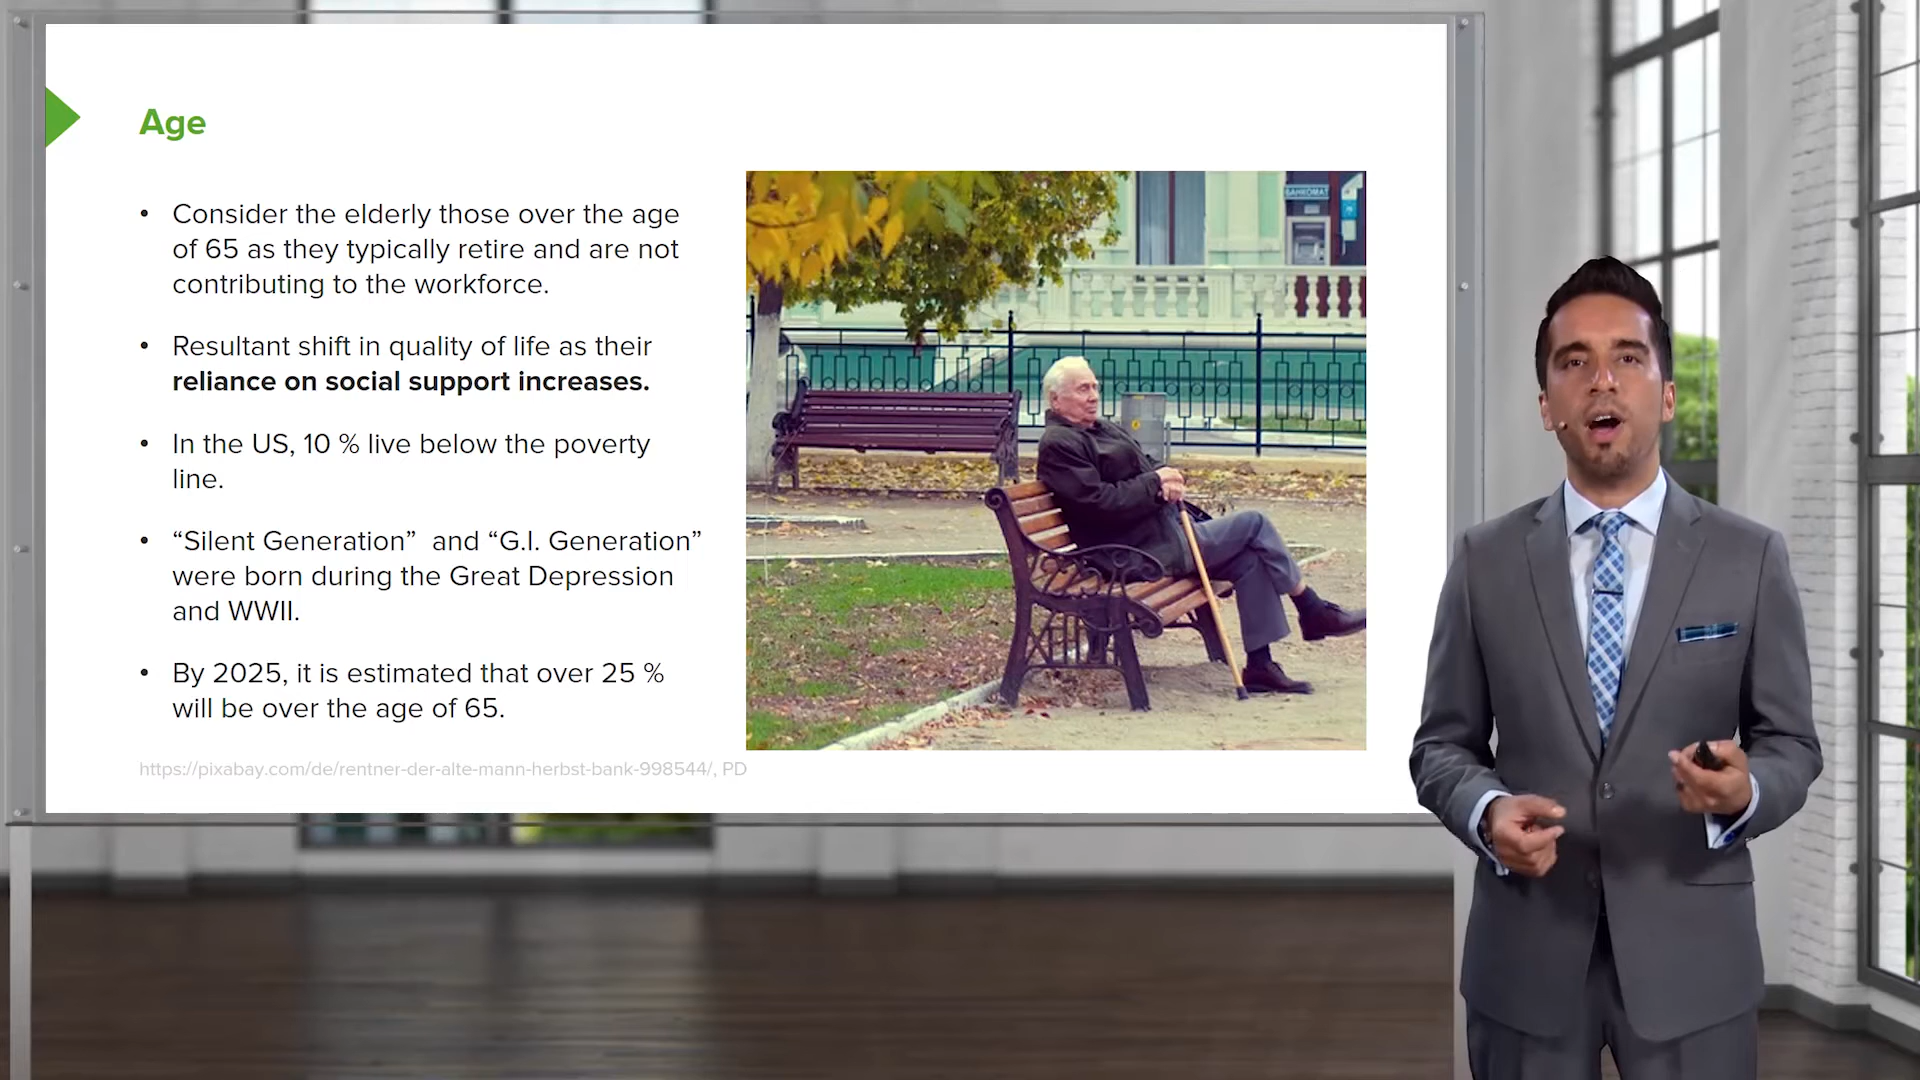 Age
• Consider the elderly those over the age
of 65 as they typically retire and are not
contributing to the workforce.
• Resultant shift in quality of life as their
reliance on social support increases.
• In the US, 10 % live below the poverty
line.
• “Silent Generation”  and “G.I. Generation”
were born during the Great Depression
and WWII.
• By 2025, it is estimated that over 25 %
will be over the age of 65.
https://pixabay.com/de/rentner-der-alte-mann-herbst-bank-998544/, PD
БАНКОМАТ